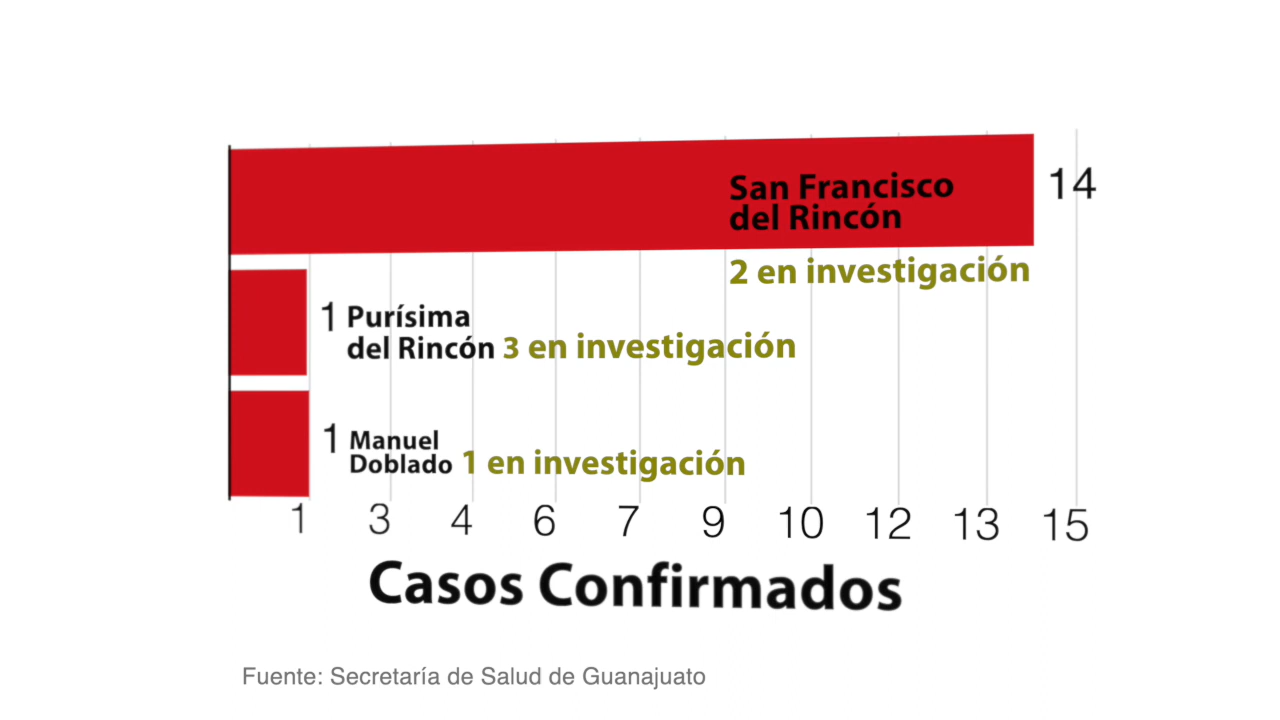 San Francisco
del Rincón
14
2 en investigación
1 Purísima
del Rincón 3 en investigación
1 Manuel
Doblado 1 en investigación
1 3 4 6 7 9 10 12 13 15
Casos Confirmados
Fuente: Secretaría de Salud de Guanajuato